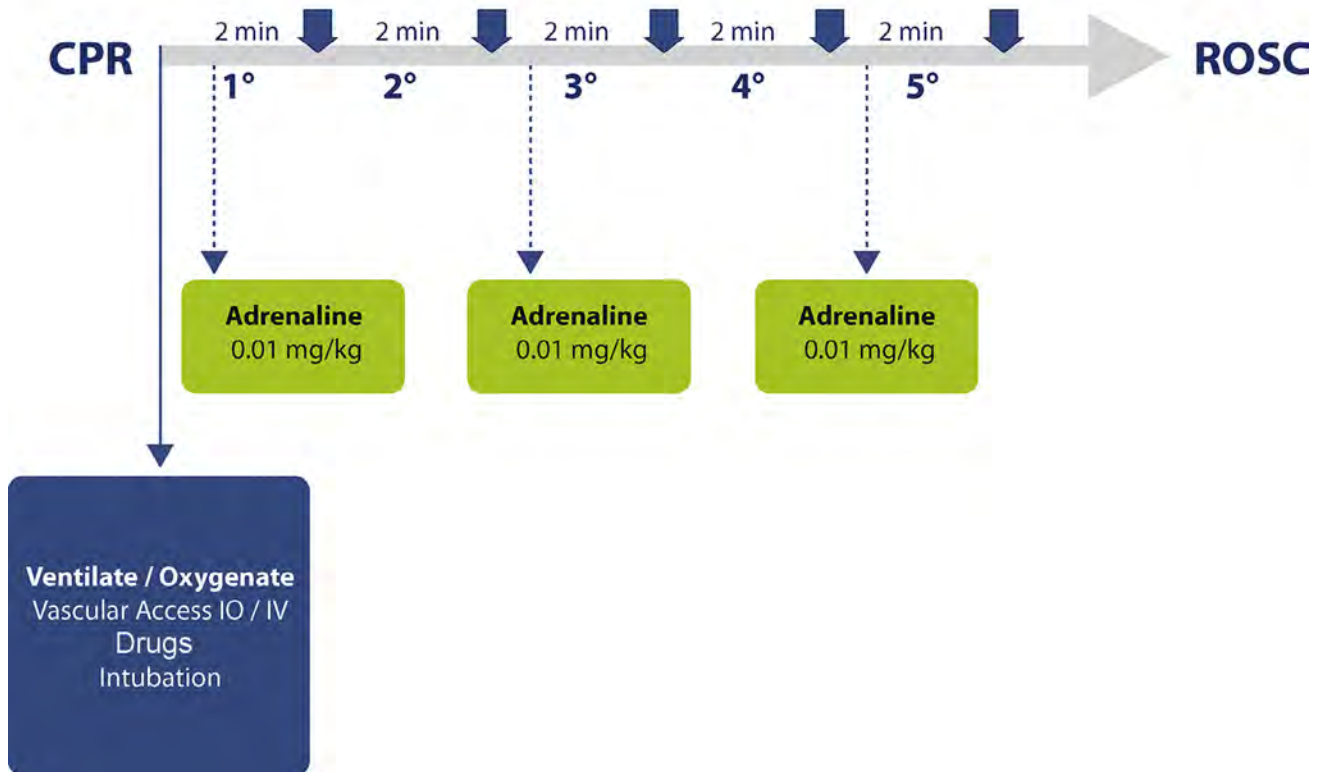 2 min 2 min 2 min 2 min 2 min
CPR
ROSC
1° 2° 3° 4° 5°
Adrenaline
0.01 mg/kg
Adrenaline
0.01 mg/kg
Adrenaline
0.01 mg/kg
Ventilate / Oxygenate
Vascular Access IO / IV
Drugs
Intubation